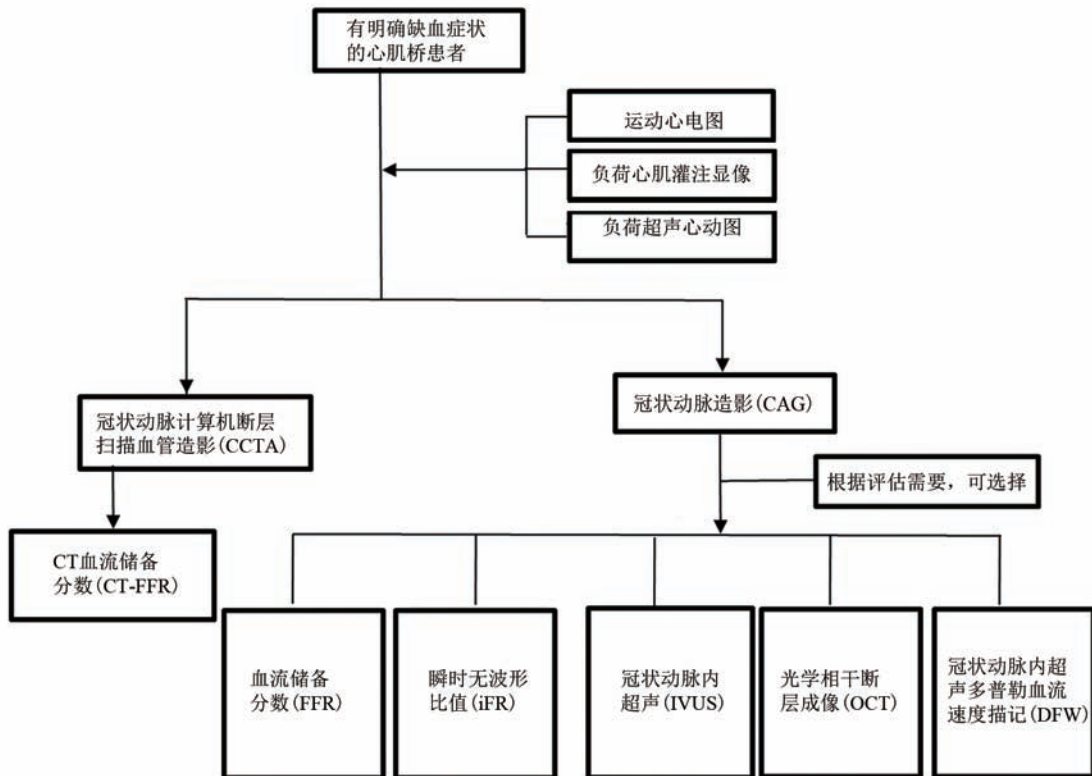 有明确缺血症状
的心肌桥患者
运动心电图
负荷心肌灌注显像
负荷超声心动图
冠状动脉计算机断层
扫描血管造影(CCTA)
冠状动脉造影(CAG)
根据评估需要，可选择
CT血流储备
分数(CT-FFR)
血流储备
分数(FFR)
瞬时无波形
比值(iFR)
冠状动脉内
超声(IVUS)
光学相干断
层成像(OCT)
冠状动脉内超
声多普勒血流
速度描记(DFW)